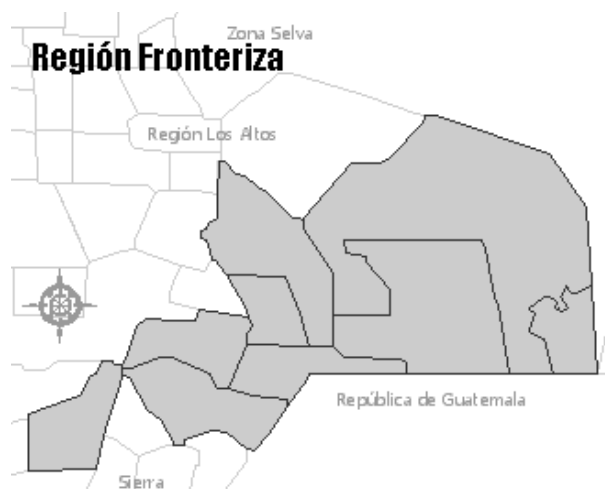 Zona Selva
Región Fronteriza
Región Los Altos
República de Guatemala
Sierra